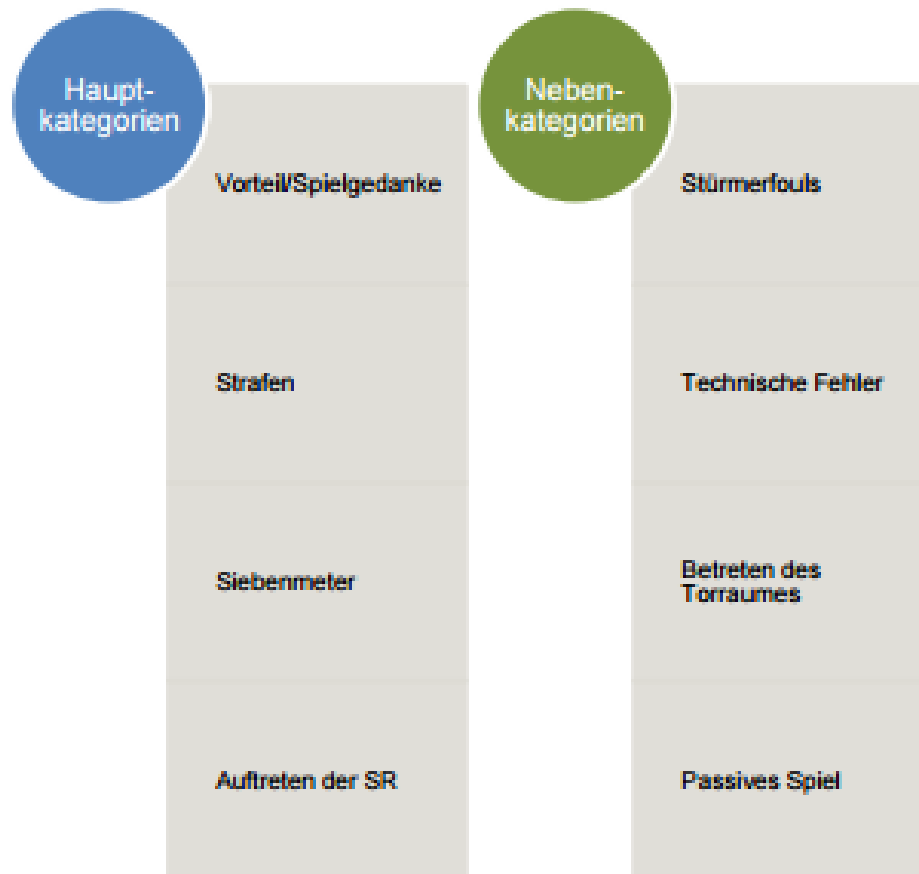 Haupt-
kategorien
Vorteil/Spielgedanke
Strafen
Siebenmeter
Auftreten der SR
Neben-
kategorien
Stürmerfouls
Technische Fehler
Betreten des
Torraumes
Passives Spiel